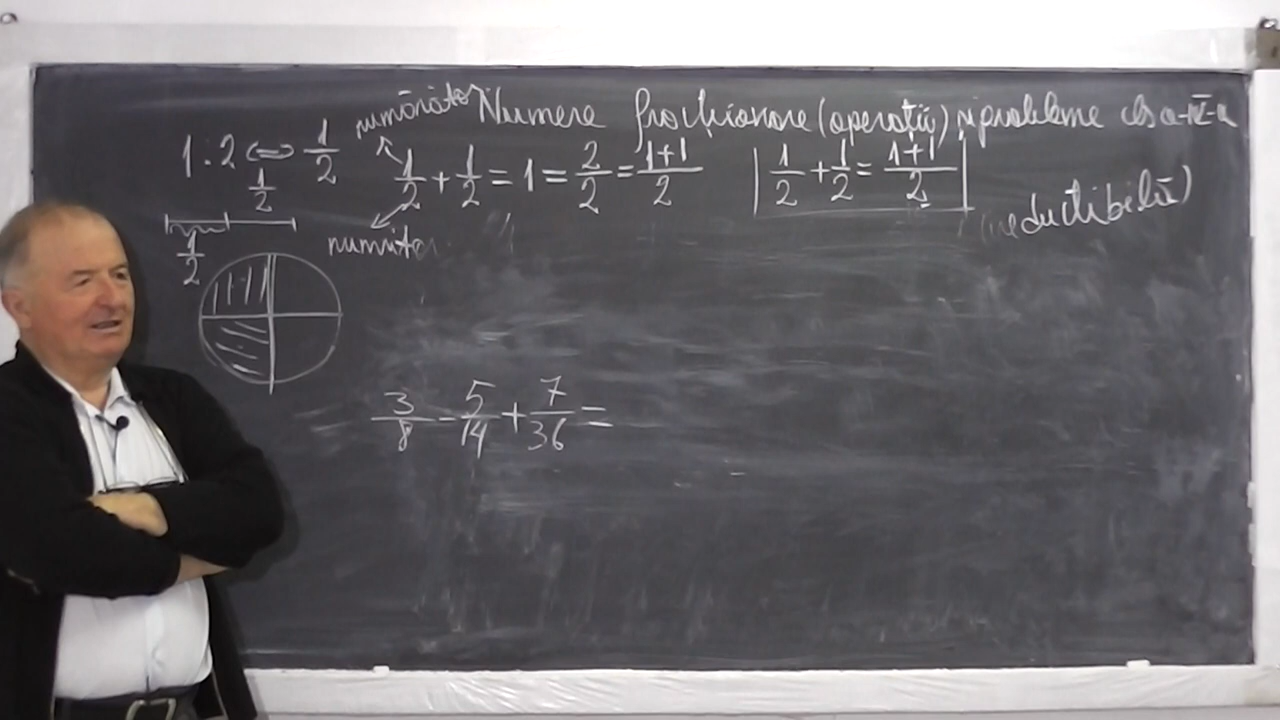 numărător Numere fracționare (operații) și probleme cls a-IV-a
1:2 ⇔ 1/2
1/2 + 1/2 = 1 = 2/2 = (1+1)/2
| 1/2 + 1/2 = (1+1)/2 |
1/2
(ireductibilă)
1/2
numitor
3/8 - 5/14 + 7/36 =